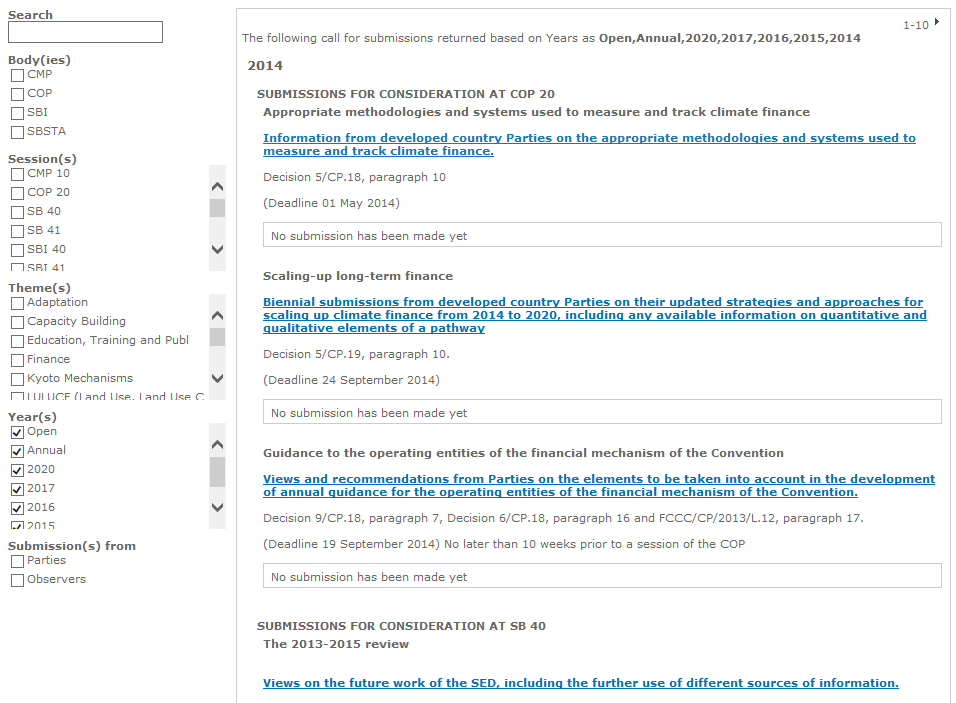 Search
Body(ies)
CMP
COP
SBI
SBSTA
Session(s)
CMP 10
COP 20
SB 40
SB 41
SBI 40
SBI 41
Theme(s)
Adaptation
Capacity Building
Education, Training and Publ
Finance
Kyoto Mechanisms
LULUCF (Land Use, Land Use C
Year(s)
Open
Annual
2020
2017
2016
2015
Submission(s) from
Parties
Observers
1-10
The following call for submissions returned based on Years as Open,Annual,2020,2017,2016,2015,2014
2014
SUBMISSIONS FOR CONSIDERATION AT COP 20
Appropriate methodologies and systems used to measure and track climate finance
Information from developed country Parties on the appropriate methodologies and systems used to
measure and track climate finance.
Decision 5/CP.18, paragraph 10
(Deadline 01 May 2014)
No submission has been made yet
Scaling-up long-term finance
Biennial submissions from developed country Parties on their updated strategies and approaches for
scaling up climate finance from 2014 to 2020, including any available information on quantitative and
qualitative elements of a pathway
Decision 5/CP.19, paragraph 10.
(Deadline 24 September 2014)
No submission has been made yet
Guidance to the operating entities of the financial mechanism of the Convention
Views and recommendations from Parties on the elements to be taken into account in the development
of annual guidance for the operating entities of the financial mechanism of the Convention.
Decision 9/CP.18, paragraph 7, Decision 6/CP.18, paragraph 16 and FCCC/CP/2013/L.12, paragraph 17.
(Deadline 19 September 2014) No later than 10 weeks prior to a session of the COP
No submission has been made yet
SUBMISSIONS FOR CONSIDERATION AT SB 40
The 2013-2015 review
Views on the future work of the SED, including the further use of different sources of information.